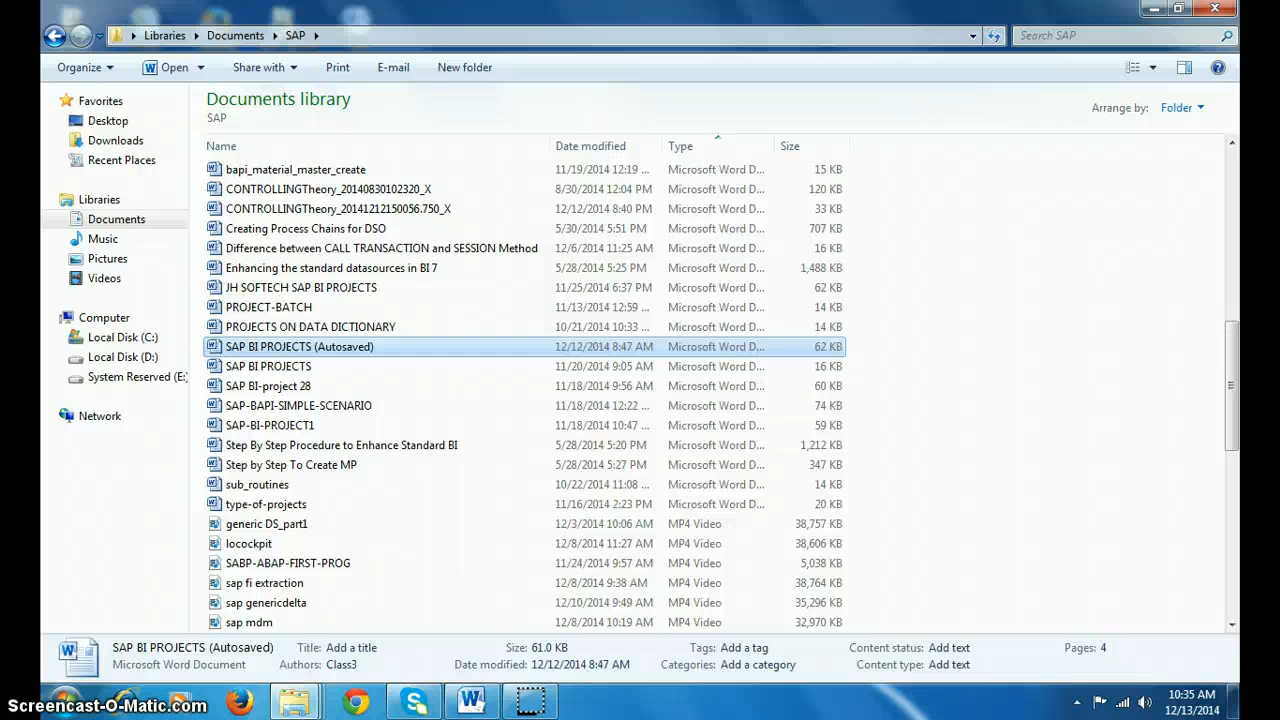 Libraries Documents SAP Search SAP
Organize Open Share with Print E-mail New folder
Favorites
Desktop
Downloads
Recent Places
Libraries
Documents
Music
Pictures
Videos
Computer
Local Disk (C:)
Local Disk (D:)
System Reserved (E:
Network
Documents library
SAP
Arrange by: Folder
Name Date modified Type Size
bapi_material_master_create 11/19/2014 12:19 ... Microsoft Word D... 15 KB
CONTROLLINGTheory_20140830102320_X 8/30/2014 12:04 PM Microsoft Word D... 120 KB
CONTROLLINGTheory_20141212150056.750_X 12/12/2014 8:40 PM Microsoft Word D... 33 KB
Creating Process Chains for DSO 5/30/2014 5:51 PM Microsoft Word D... 707 KB
Difference between CALL TRANSACTION and SESSION Method 12/6/2014 11:25 AM Microsoft Word D... 16 KB
Enhancing the standard datasources in BI 7 5/28/2014 5:25 PM Microsoft Word D... 1,488 KB
JH SOFTECH SAP BI PROJECTS 11/25/2014 6:37 PM Microsoft Word D... 62 KB
PROJECT-BATCH 11/13/2014 12:59 ... Microsoft Word D... 14 KB
PROJECTS ON DATA DICTIONARY 10/21/2014 10:33 ... Microsoft Word D... 14 KB
SAP BI PROJECTS (Autosaved) 12/12/2014 8:47 AM Microsoft Word D... 62 KB
SAP BI PROJECTS 11/20/2014 9:05 AM Microsoft Word D... 16 KB
SAP BI-project 28 11/18/2014 9:56 AM Microsoft Word D... 60 KB
SAP-BAPI-SIMPLE-SCENARIO 11/18/2014 12:22 ... Microsoft Word D... 74 KB
SAP-BI-PROJECT1 11/18/2014 10:47 ... Microsoft Word D... 59 KB
Step By Step Procedure to Enhance Standard BI 5/28/2014 5:20 PM Microsoft Word D... 1,212 KB
Step by Step To Create MP 5/28/2014 5:27 PM Microsoft Word D... 347 KB
sub_routines 10/22/2014 11:08 ... Microsoft Word D... 14 KB
type-of-projects 11/16/2014 2:23 PM Microsoft Word D... 20 KB
generic DS_part1 12/3/2014 10:06 AM MP4 Video 38,757 KB
locockpit 12/8/2014 11:27 AM MP4 Video 38,606 KB
SABP-ABAP-FIRST-PROG 11/24/2014 9:57 AM MP4 Video 5,038 KB
sap fi extraction 12/8/2014 9:38 AM MP4 Video 38,764 KB
sap genericdelta 12/10/2014 9:49 AM MP4 Video 35,296 KB
sap mdm 12/8/2014 10:19 AM MP4 Video 32,970 KB
SAP BI PROJECTS (Autosaved) Title: Add a title Size: 61.0 KB Tags: Add a tag Content status: Add text Pages: 4
Microsoft Word Document Authors: Class3 Date modified: 12/12/2014 8:47 AM Categories: Add a category Content type: Add text
10:35 AM
12/13/2014
Screencast-O-Matic.com